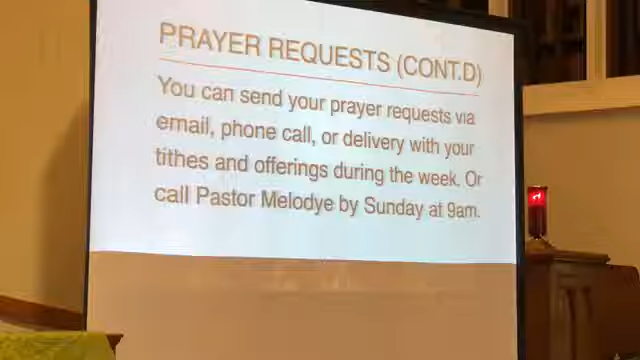 PRAYER REQUESTS (CONT.D)
You can send your prayer requests via
email, phone call, or delivery with your
tithes and offerings during the week. Or
call Pastor Melodye by Sunday at 9am.